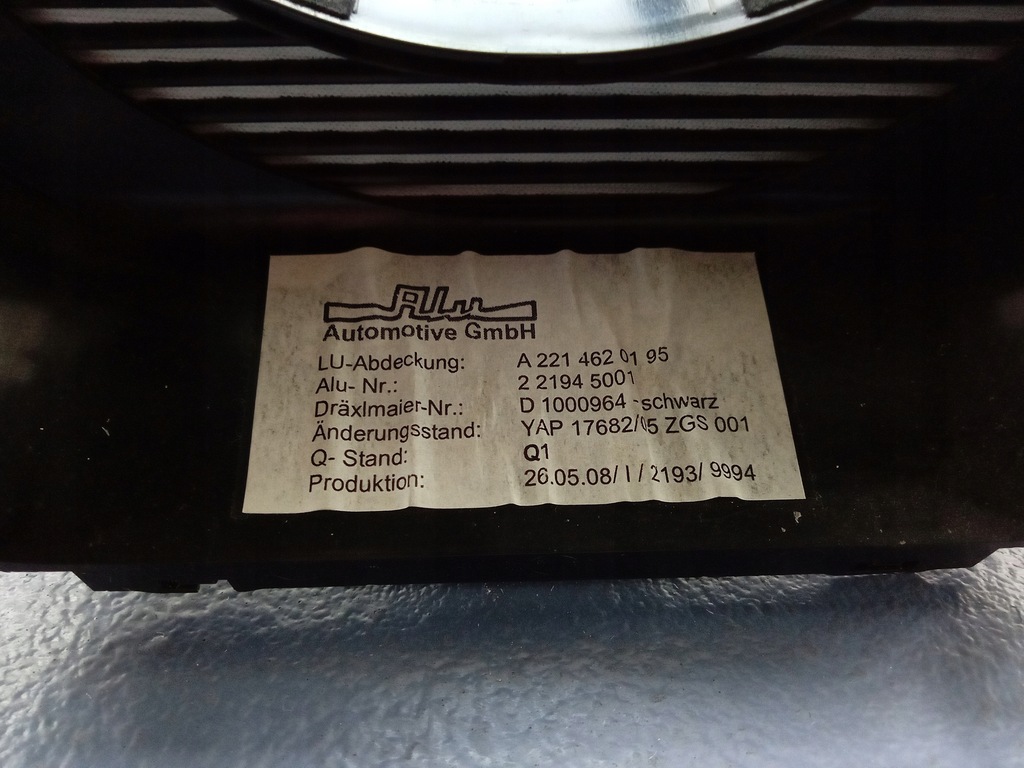 Alu
Automotive GmbH
LU-Abdeckung: A 221 462 01 95
Alu- Nr.: 2 2194 5001
Dräxlmaier-Nr.: D 1000964 -schwarz
Änderungsstand: YAP 17682/05 ZGS 001
Q- Stand: Q1
Produktion: 26.05.08/ I / 2193/ 9994